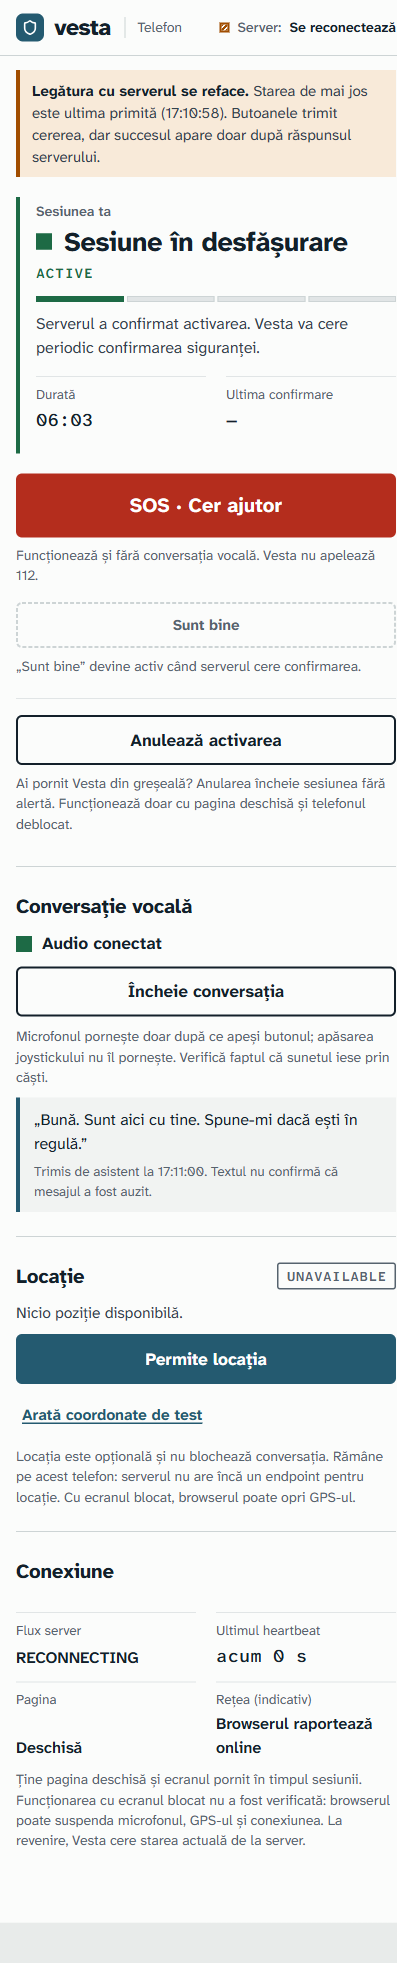 vesta Telefon Server: Se reconectează
Legătura cu serverul se reface. Starea de mai jos
este ultima primită (17:10:58). Butoanele trimit
cererea, dar succesul apare doar după răspunsul
serverului.
Sesiunea ta
Sesiune în desfășurare
ACTIVE
Serverul a confirmat activarea. Vesta va cere
periodic confirmarea siguranței.
Durată
06:03
Ultima confirmare
—
SOS · Cer ajutor
Funcționează și fără conversația vocală. Vesta nu apelează
112.
Sunt bine
„Sunt bine” devine activ când serverul cere confirmarea.
Anulează activarea
Ai pornit Vesta din greșeală? Anularea încheie sesiunea fără
alertă. Funcționează doar cu pagina deschisă și telefonul
deblocat.
Conversație vocală
Audio conectat
Încheie conversația
Microfonul pornește doar după ce apeși butonul; apăsarea
joystickului nu îl pornește. Verifică faptul că sunetul iese prin
căști.
„Bună. Sunt aici cu tine. Spune-mi dacă ești în
regulă.”
Trimis de asistent la 17:11:00. Textul nu confirmă că
mesajul a fost auzit.
Locație
UNAVAILABLE
Nicio poziție disponibilă.
Permite locația
Arată coordonate de test
Locația este opțională și nu blochează conversația. Rămâne
pe acest telefon: serverul nu are încă un endpoint pentru
locație. Cu ecranul blocat, browserul poate opri GPS-ul.
Conexiune
Flux server
RECONNECTING
Ultimul heartbeat
acum 0 s
Pagina
Deschisă
Rețea (indicativ)
Browserul raportează
online
Ține pagina deschisă și ecranul pornit în timpul sesiunii.
Funcționarea cu ecranul blocat nu a fost verificată: browserul
poate suspenda microfonul, GPS-ul și conexiunea. La
revenire, Vesta cere starea actuală de la server.